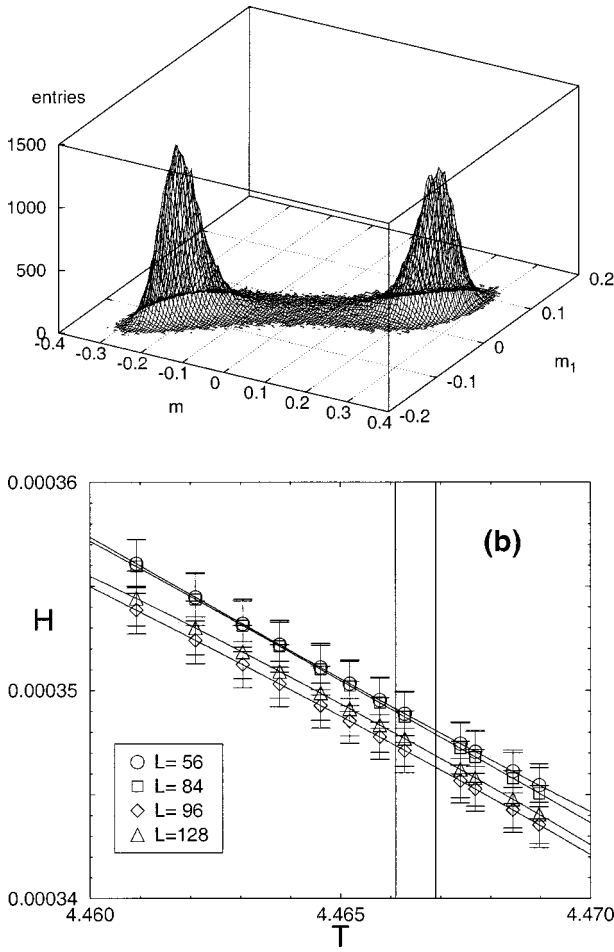 entries
1500
1000
500
0
-0.4
-0.3
-0.2
-0.1
0
0.1
0.2
0.3
0.4
m
-0.2
-0.1
0
0.1
0.2
m1
0.00036
(b)
H
0.00035
L= 56
L= 84
L= 96
L=128
0.00034
4.460
4.465
4.470
T